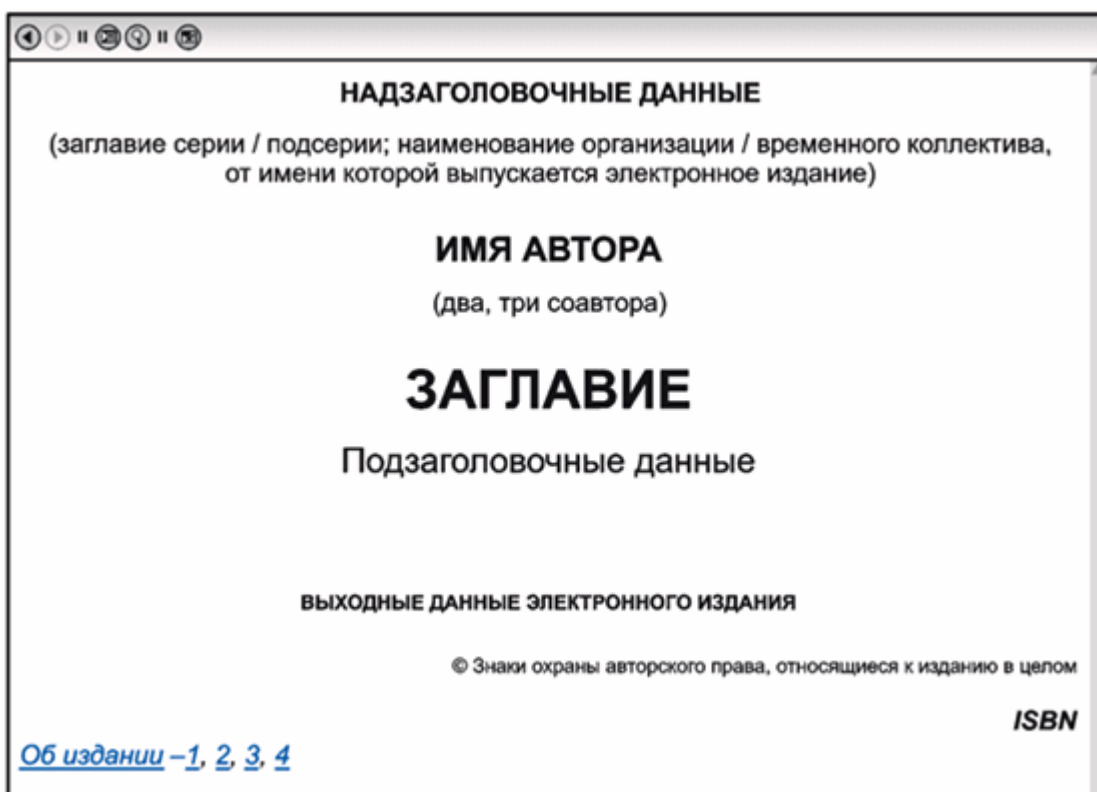 НАДЗАГОЛОВОЧНЫЕ ДАННЫЕ
(заглавие серии / подсерии; наименование организации / временного коллектива,
от имени которой выпускается электронное издание)
ИМЯ АВТОРА
(два, три соавтора)
ЗАГЛАВИЕ
Подзаголовочные данные
ВЫХОДНЫЕ ДАННЫЕ ЭЛЕКТРОННОГО ИЗДАНИЯ
© Знаки охраны авторского права, относящиеся к изданию в целом
ISBN
Об издании –1, 2, 3, 4